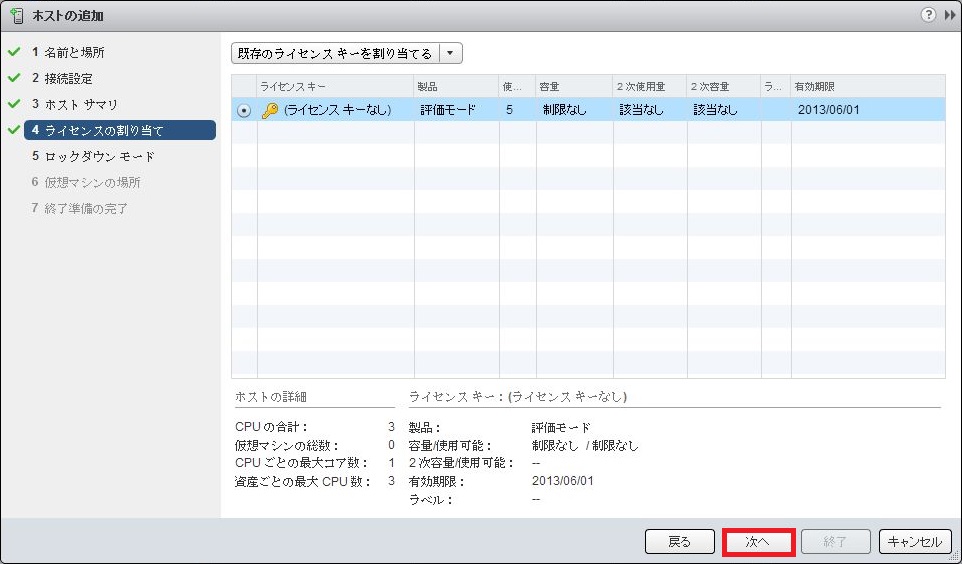 ホストの追加
?
1 名前と場所
2 接続設定
3 ホスト サマリ
4 ライセンスの割り当て
5 ロックダウン モード
6 仮想マシンの場所
7 終了準備の完了
既存のライセンス キーを割り当てる
ライセンス キー 製品 使... 容量 2 次使用量 2 次容量 ラ... 有効期限
(ライセンス キーなし) 評価モード 5 制限なし 該当なし 該当なし 2013/06/01
ホストの詳細
CPU の合計： 3
仮想マシンの総数： 0
CPU ごとの最大コア数： 1
資産ごとの最大 CPU 数： 3
ライセンス キー：(ライセンス キーなし)
製品： 評価モード
容量/使用可能： 制限なし / 制限なし
2 次容量/使用可能： --
有効期限： 2013/06/01
ラベル： --
戻る 次へ 終了 キャンセル